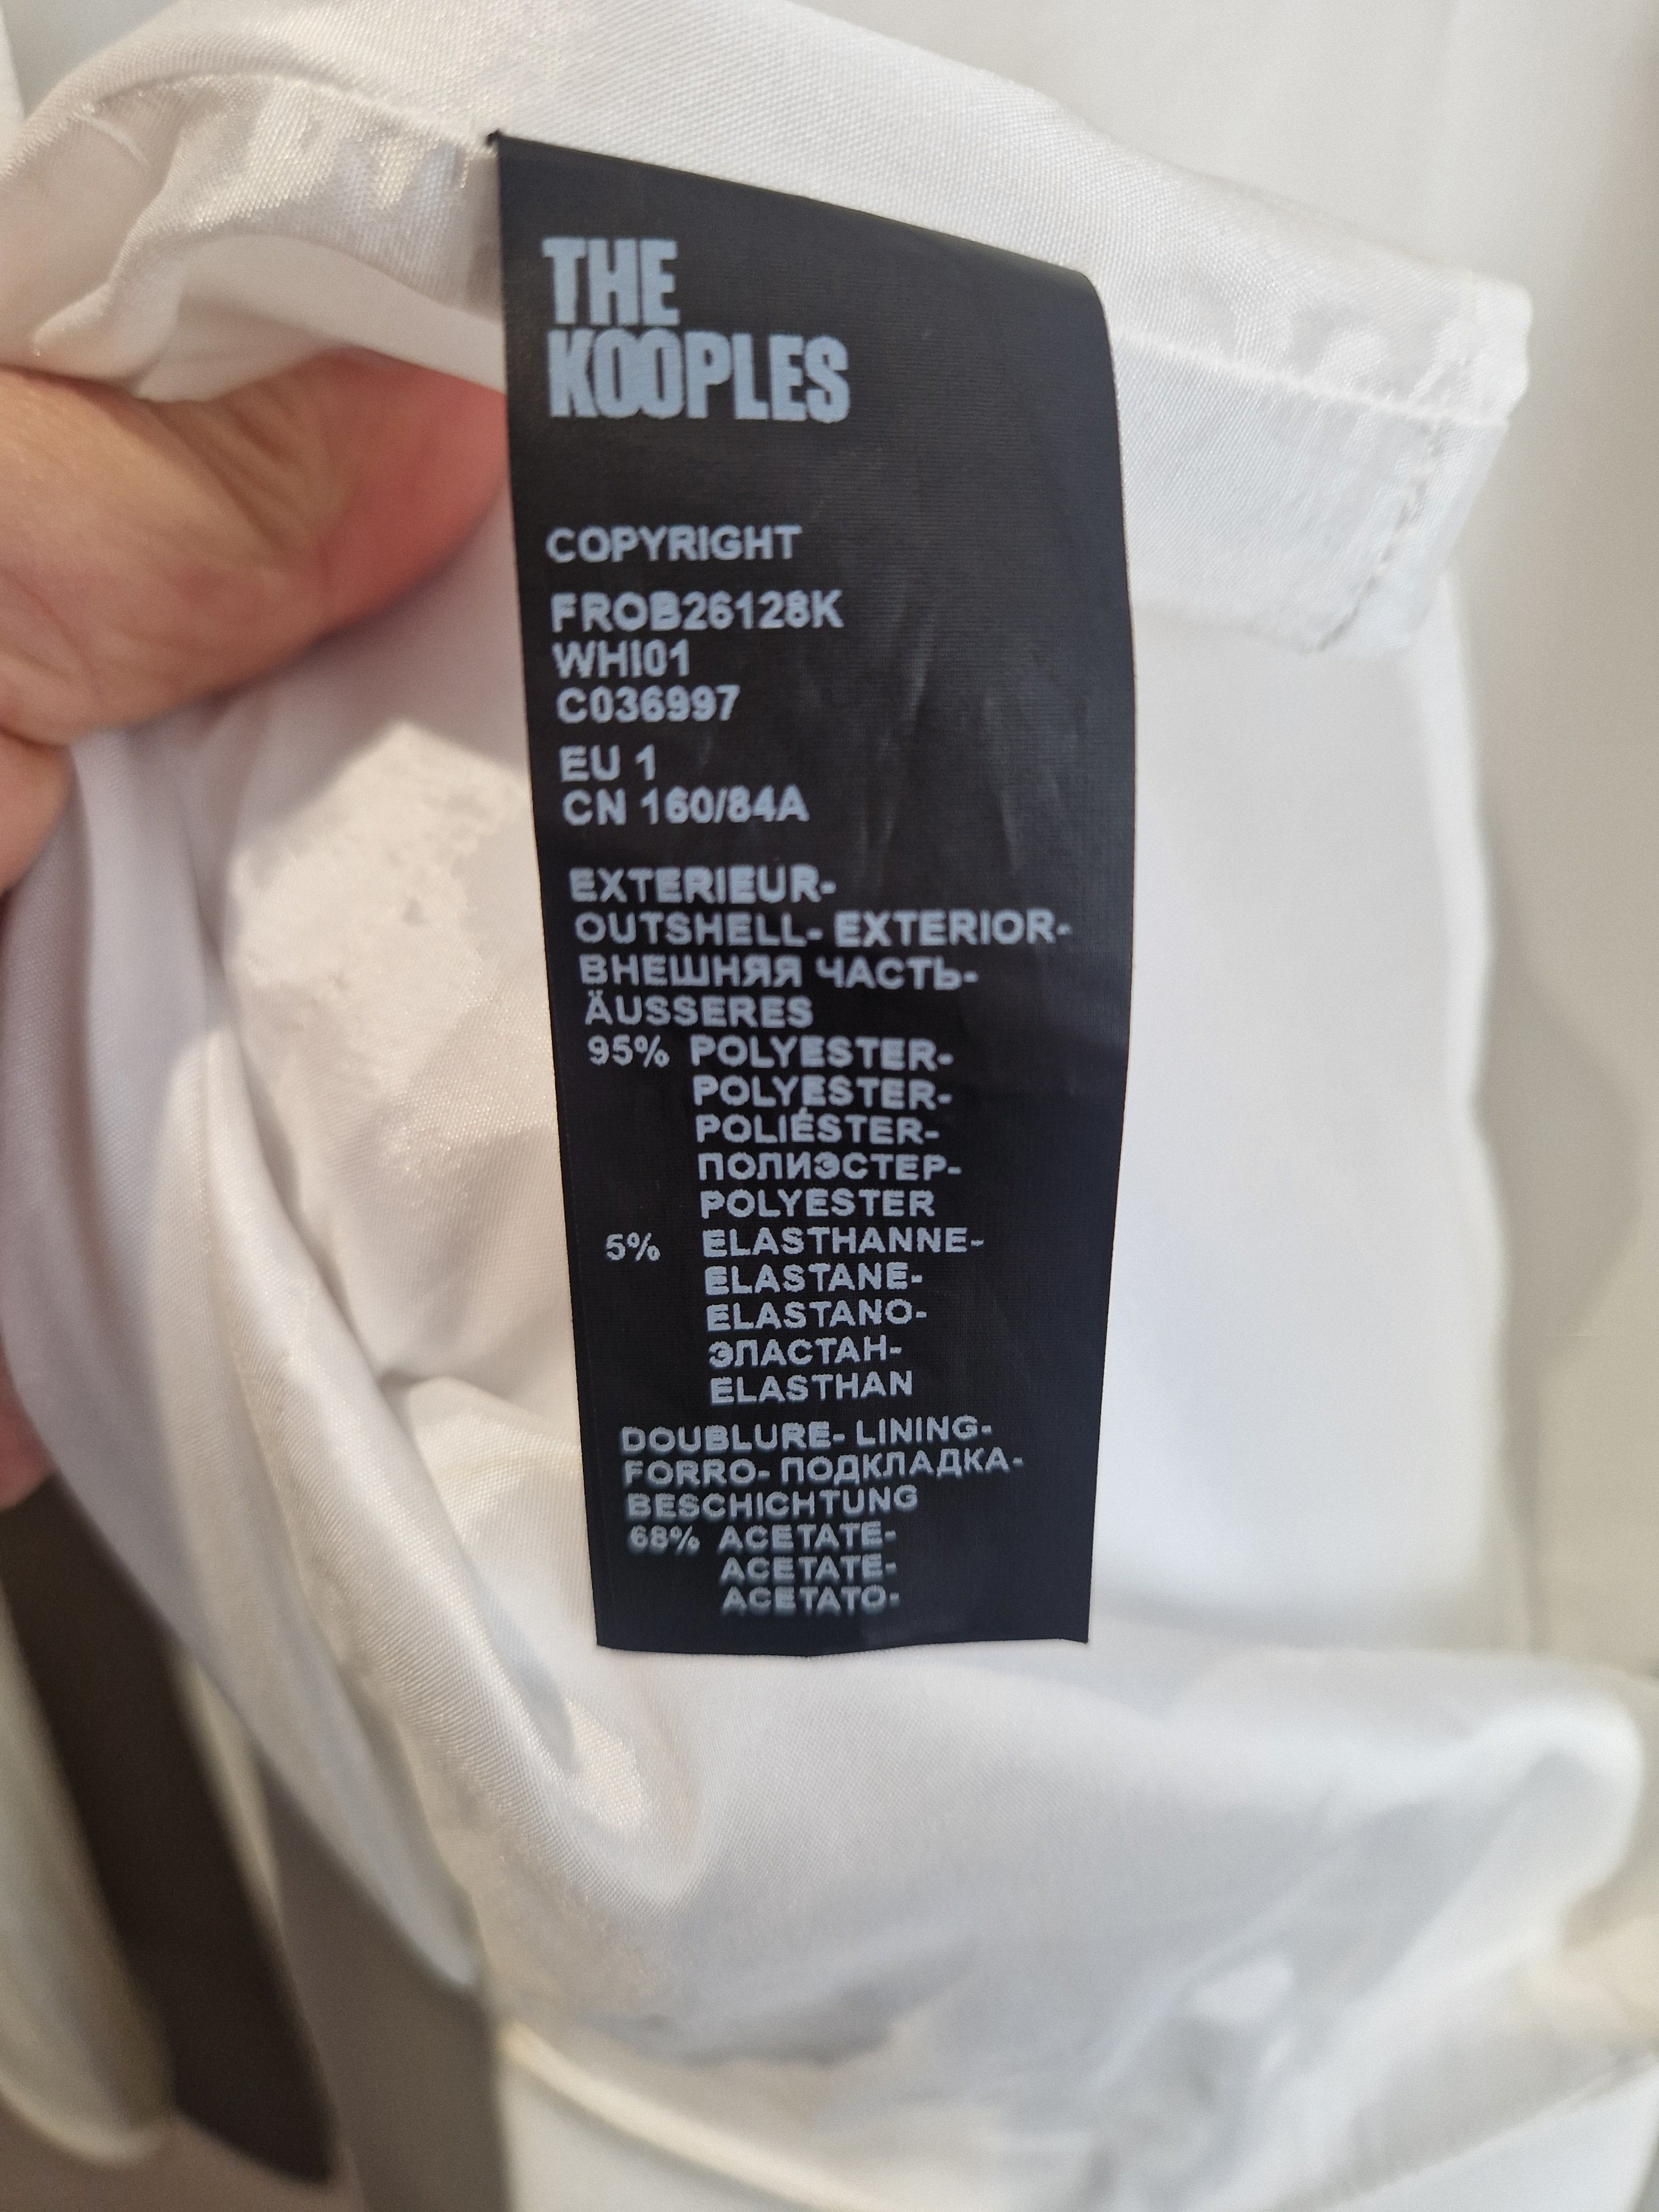 THE
KOOPLES
COPYRIGHT
FROB26128K
WHI01
C036997
EU 1
CN 160/84A
EXTERIEUR-
OUTSHELL- EXTERIOR-
ВНЕШНЯЯ ЧАСТЬ-
ÄUSSERES
95% POLYESTER-
POLYESTER-
POLIÉSTER-
ПОЛИЭСТЕР-
POLYESTER
5% ELASTHANNE-
ELASTANE-
ELASTANO-
ЭЛАСТАН-
ELASTHAN
DOUBLURE- LINING-
FORRO- ПОДКЛАДКА-
BESCHICHTUNG
68% ACETATE-
ACETATE-
ACETATO-